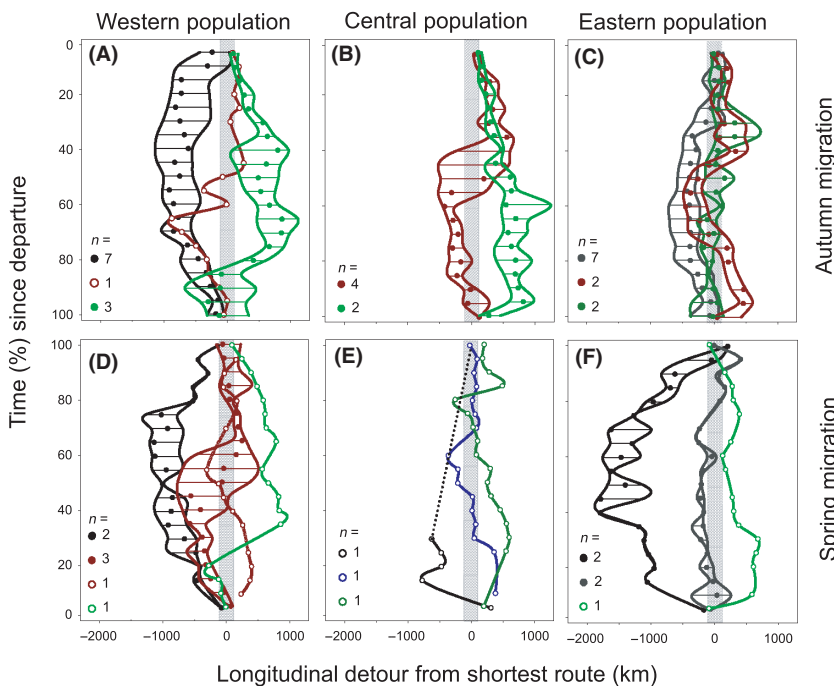 Western population Central population Eastern population
(A) (B) (C)
0
20
40
60
80
100
n =
7
1
3
n =
4
2
n =
7
2
2
Autumn migration
Time (%) since departure
(D) (E) (F)
100
80
60
40
20
0
n =
2
3
1
1
n =
1
1
1
n =
2
2
1
Spring migration
−2000 −1000 0 1000 −2000 −1000 0 1000 −2000 −1000 0 1000
Longitudinal detour from shortest route (km)